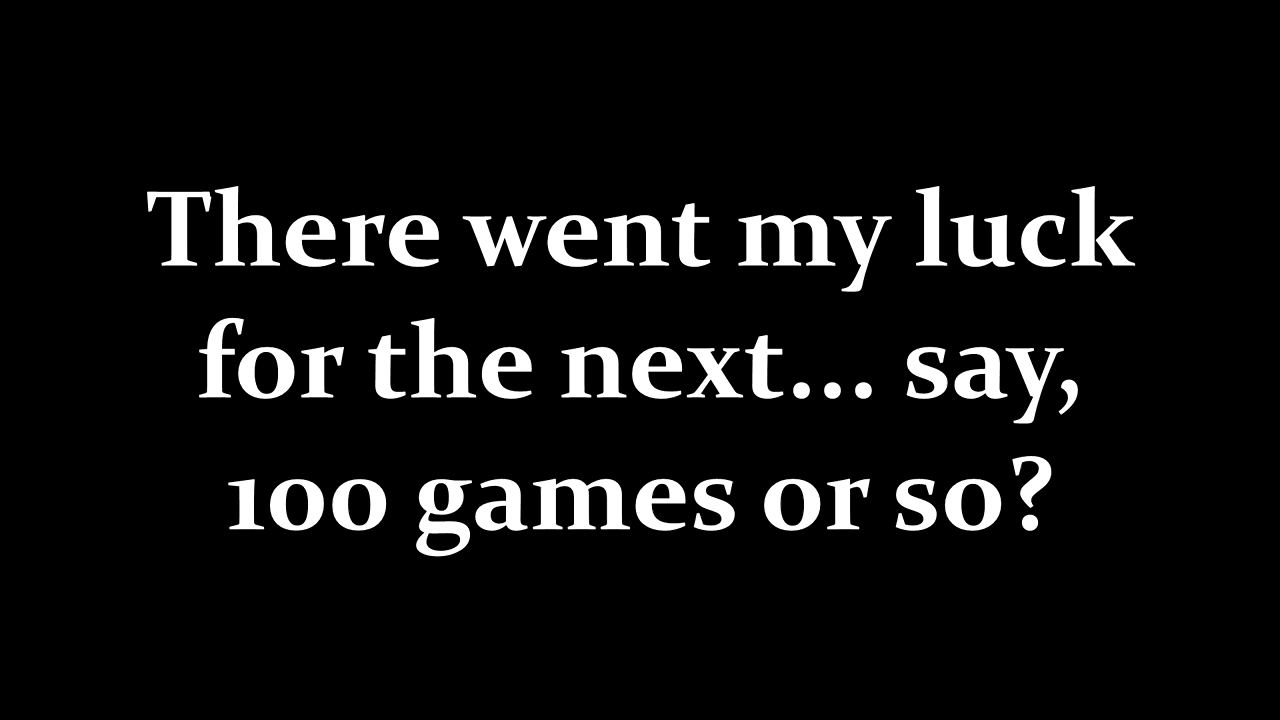 There went my luck
for the next... say,
100 games or so?